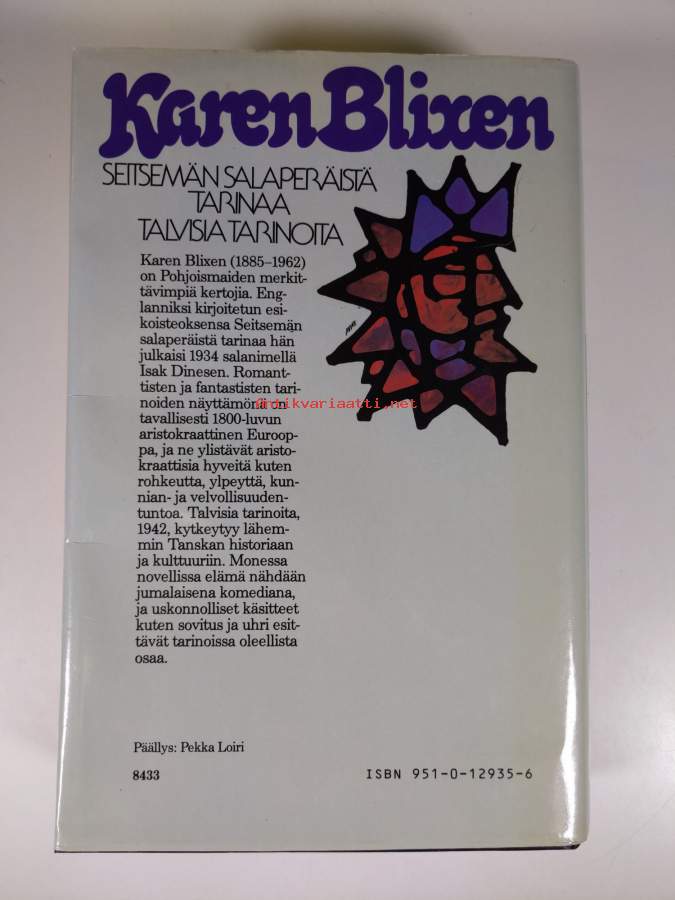 Karen Blixen
SEITSEMÄN SALAPERÄISTÄ
TARINAA
TALVISIA TARINOITA
Karen Blixen (1885–1962)
on Pohjoismaiden merkit-
tävimpiä kertojia. Eng-
lanniksi kirjoitetun esi-
koisteoksensa Seitsemän
salaperäistä tarinaa hän
julkaisi 1934 salanimellä
Isak Dinesen. Romant-
tisten ja fantastisten tari-
noiden näyttämönä on
tavallisesti 1800-luvun
aristokraattinen Euroop-
pa, ja ne ylistävät aristo-
kraattisia hyveitä kuten
rohkeutta, ylpeyttä, kun-
nian- ja velvollisuuden-
tuntoa. Talvisia tarinoita,
1942, kytkeytyy lähem-
min Tanskan historiaan
ja kulttuuriin. Monessa
novellissa elämä nähdään
jumalaisena komediana,
ja uskonnolliset käsitteet
kuten sovitus ja uhri esit-
tävät tarinoissa oleellista
osaa.
Antikvariaatti.net
Päällys: Pekka Loiri
8433
ISBN 951-0-12935-6